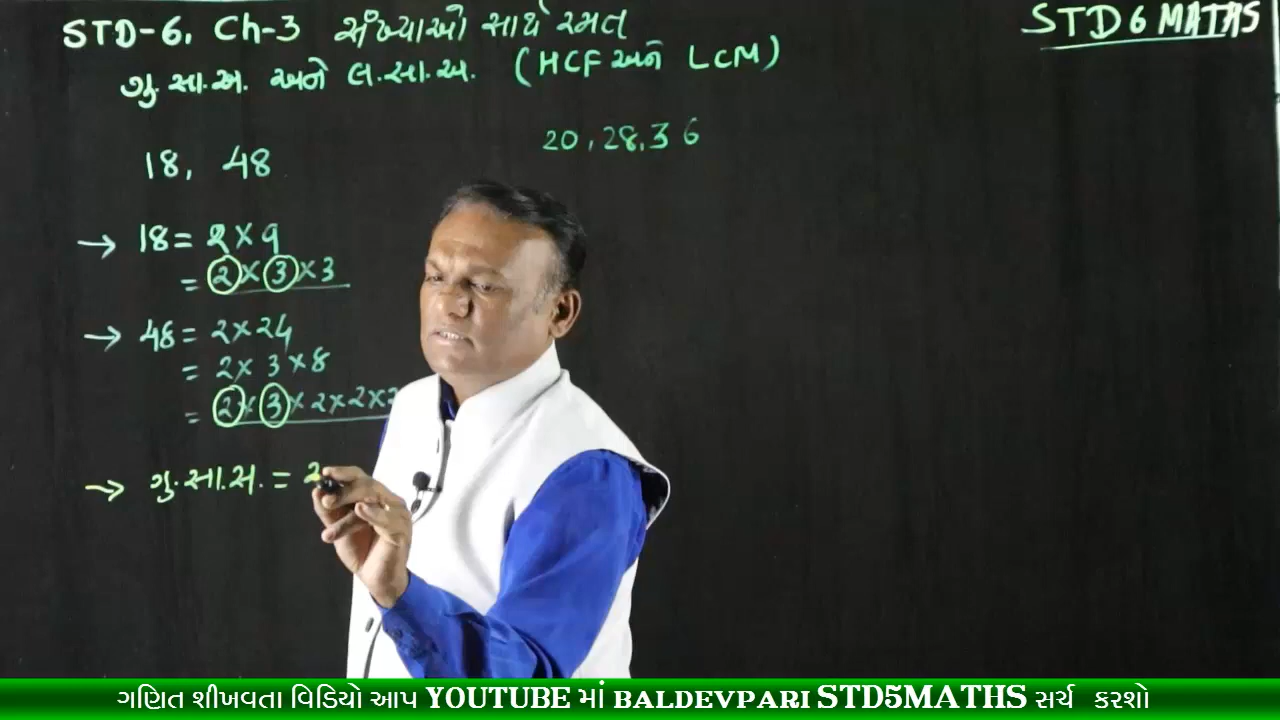 STD-6. Ch-3 સંખ્યાઓ સાથે રમત
STD 6 MATHS
ગુ.સા.અ. અને લ.સા.અ. (HCF અને LCM)
18, 48
20, 28, 36
→ 18 = 2 × 9
= 2 × 3 × 3
→ 48 = 2 × 24
= 2 × 3 × 8
= 2 × 3 × 2 × 2 × 2
→ ગુ.સા.અ. = 2
ગણિત શીખવતા વિડિયો આપ YOUTUBE માં BALDEVPARI STD5MATHS સર્ચ કરશો